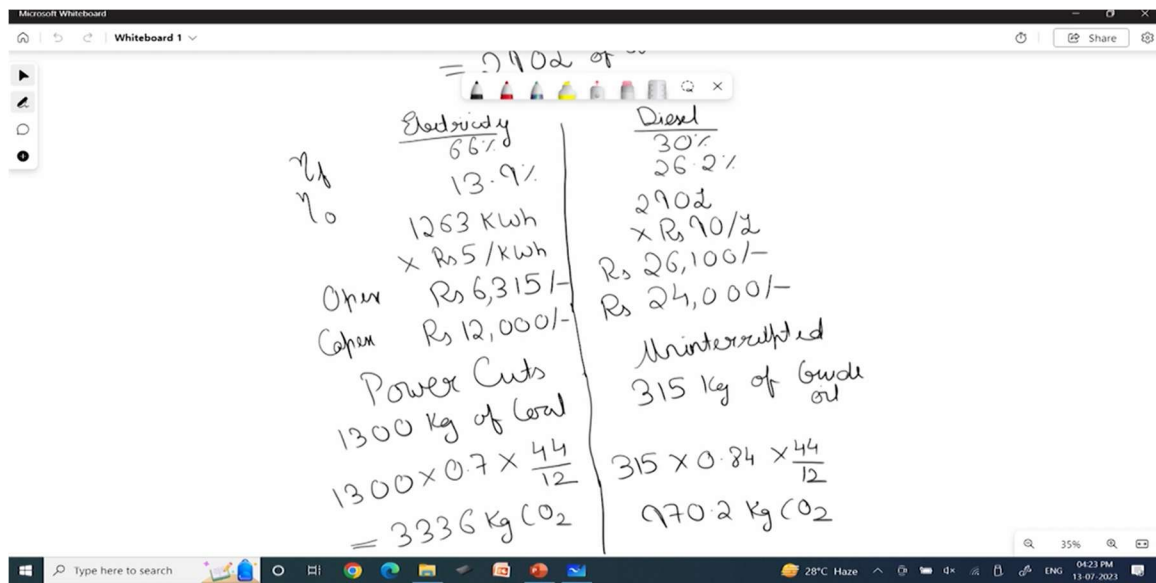 Microsoft Whiteboard
Whiteboard 1
Share
= 290L of
Electricity Diesel
ηf 66% 30%
ηo 13.9% 26.2%
1263 KWh 290L
× Rs 5/KWh × Rs 90/L
Opex Rs 6,315/- Rs 26,100/-
Capex Rs 12,000/- Rs 24,000/-
Power Cuts Uninterrupted
1300 Kg of Coal 315 Kg of Crude oil
1300 × 0.7 × 44/12 315 × 0.84 × 44/12
= 3336 Kg CO2 970.2 Kg CO2
35%
Type here to search
28°C Haze
ENG
04:23 PM
13-07-2023